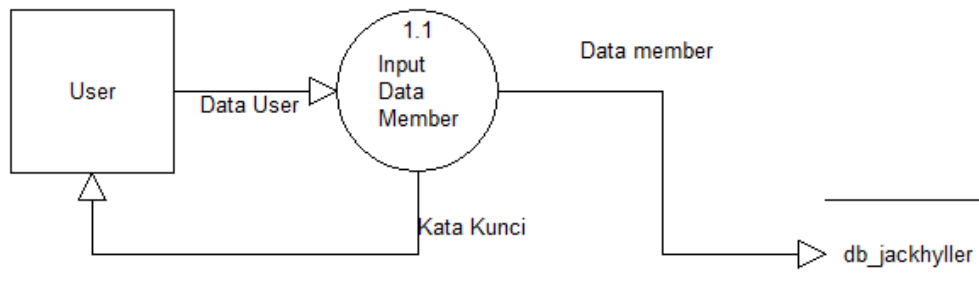 User
Data User
1.1
Input
Data
Member
Data member
Kata Kunci
db_jackhyller